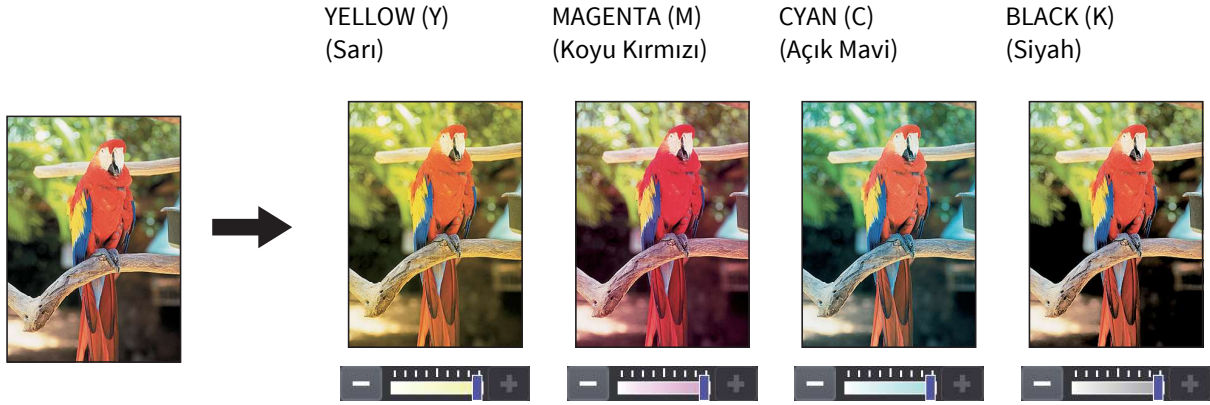 YELLOW (Y)
(Sarı)
MAGENTA (M)
(Koyu Kırmızı)
CYAN (C)
(Açık Mavi)
BLACK (K)
(Siyah)